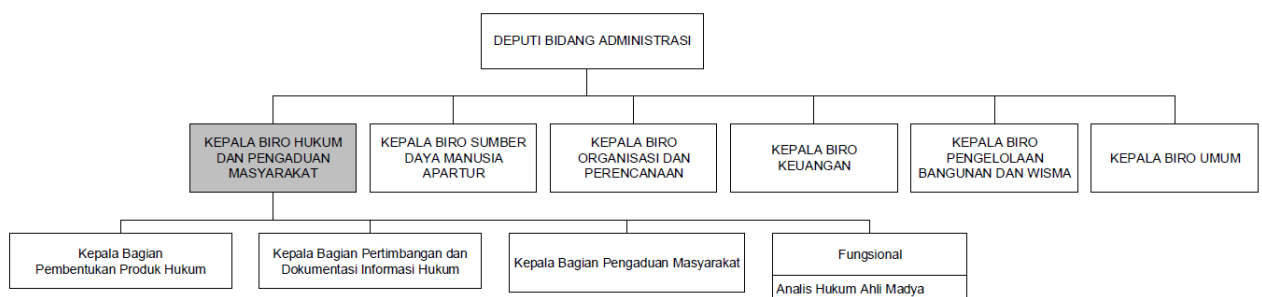 DEPUTI BIDANG ADMINISTRASI
KEPALA BIRO HUKUM
DAN PENGADUAN
MASYARAKAT
KEPALA BIRO SUMBER
DAYA MANUSIA
APARTUR
KEPALA BIRO
ORGANISASI DAN
PERENCANAAN
KEPALA BIRO
KEUANGAN
KEPALA BIRO
PENGELOLAAN
BANGUNAN DAN WISMA
KEPALA BIRO UMUM
Kepala Bagian
Pembentukan Produk Hukum
Kepala Bagian Pertimbangan dan
Dokumentasi Informasi Hukum
Kepala Bagian Pengaduan Masyarakat
Fungsional
Analis Hukum Ahli Madya